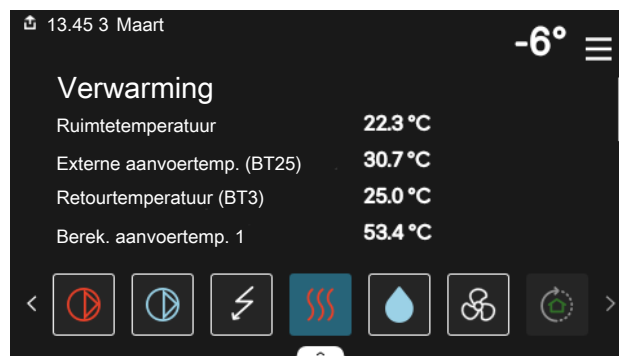 13.45 3 Maart
-6°
Verwarming
Ruimtetemperatuur 22.3 °C
Externe aanvoertemp. (BT25) 30.7 °C
Retourtemperatuur (BT3) 25.0 °C
Berek. aanvoertemp. 1 53.4 °C